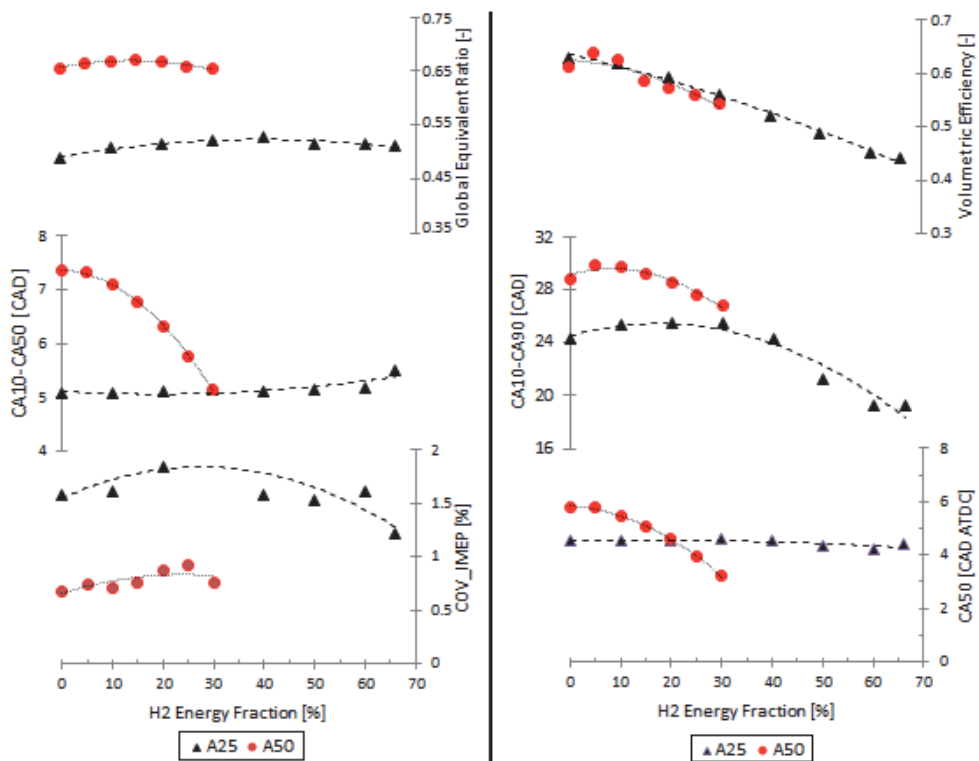 0.75
0.65
0.55
0.45
0.35
Global Equivalent Ratio [-]
8
7
6
5
4
CA10-CA50 [CAD]
2
1.5
1
0.5
0
COV_IMEP [%]
0 10 20 30 40 50 60 70
H2 Energy Fraction [%]
A25 A50
0.7
0.6
0.5
0.4
0.3
Volumetric Efficiency [-]
32
28
24
20
16
CA10-CA90 [CAD]
8
6
4
2
0
CA50 [CAD ATDC]
0 10 20 30 40 50 60 70
H2 Energy Fraction [%]
A25 A50